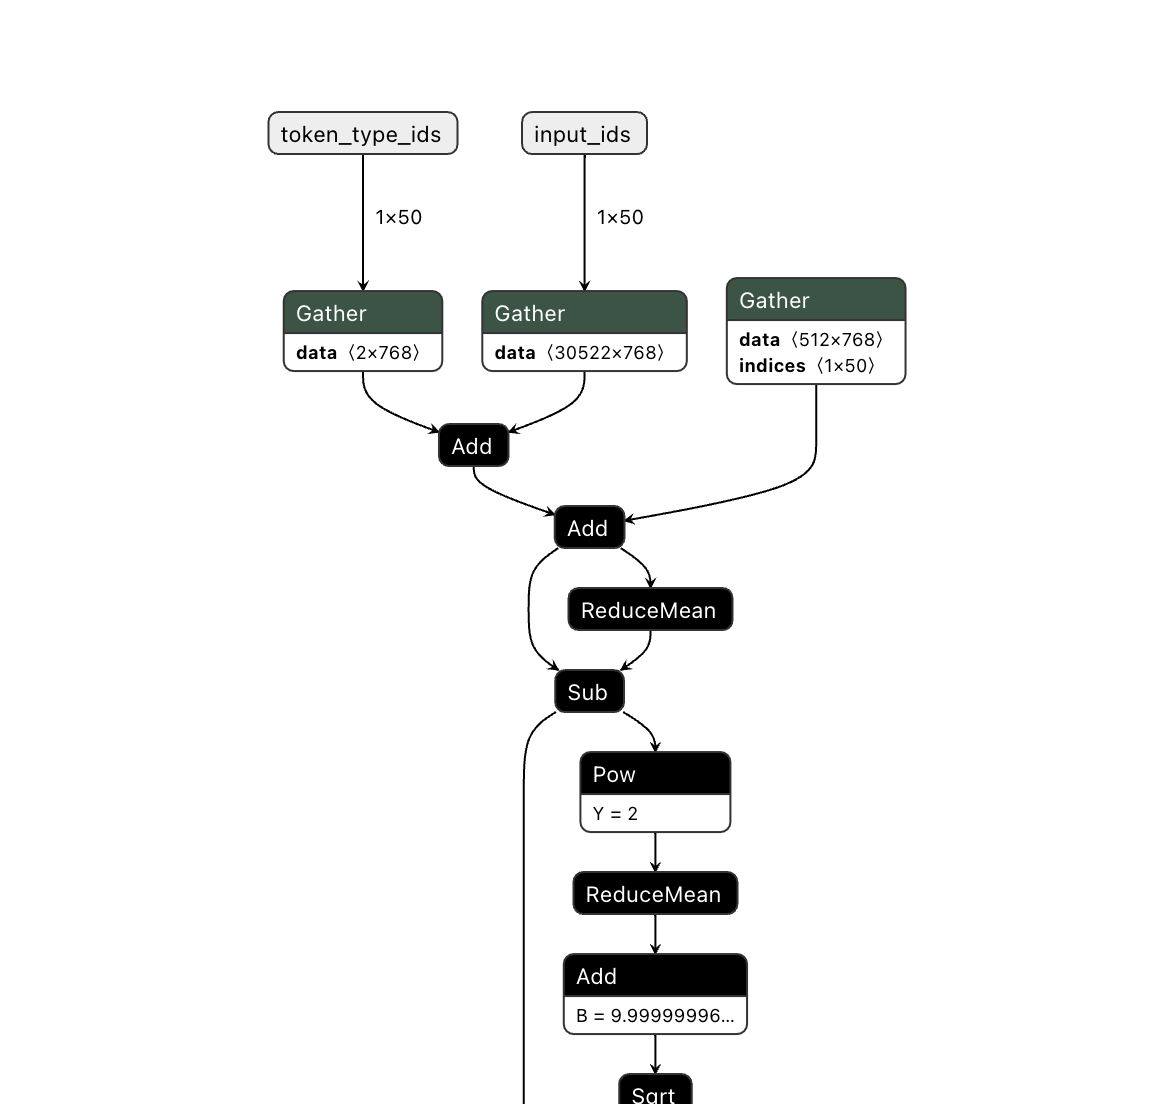 token_type_ids
input_ids
1×50
1×50
Gather
data 〈2×768〉
Gather
data 〈30522×768〉
Gather
data 〈512×768〉
indices 〈1×50〉
Add
Add
ReduceMean
Sub
Pow
Y = 2
ReduceMean
Add
B = 9.99999996...
Sqrt